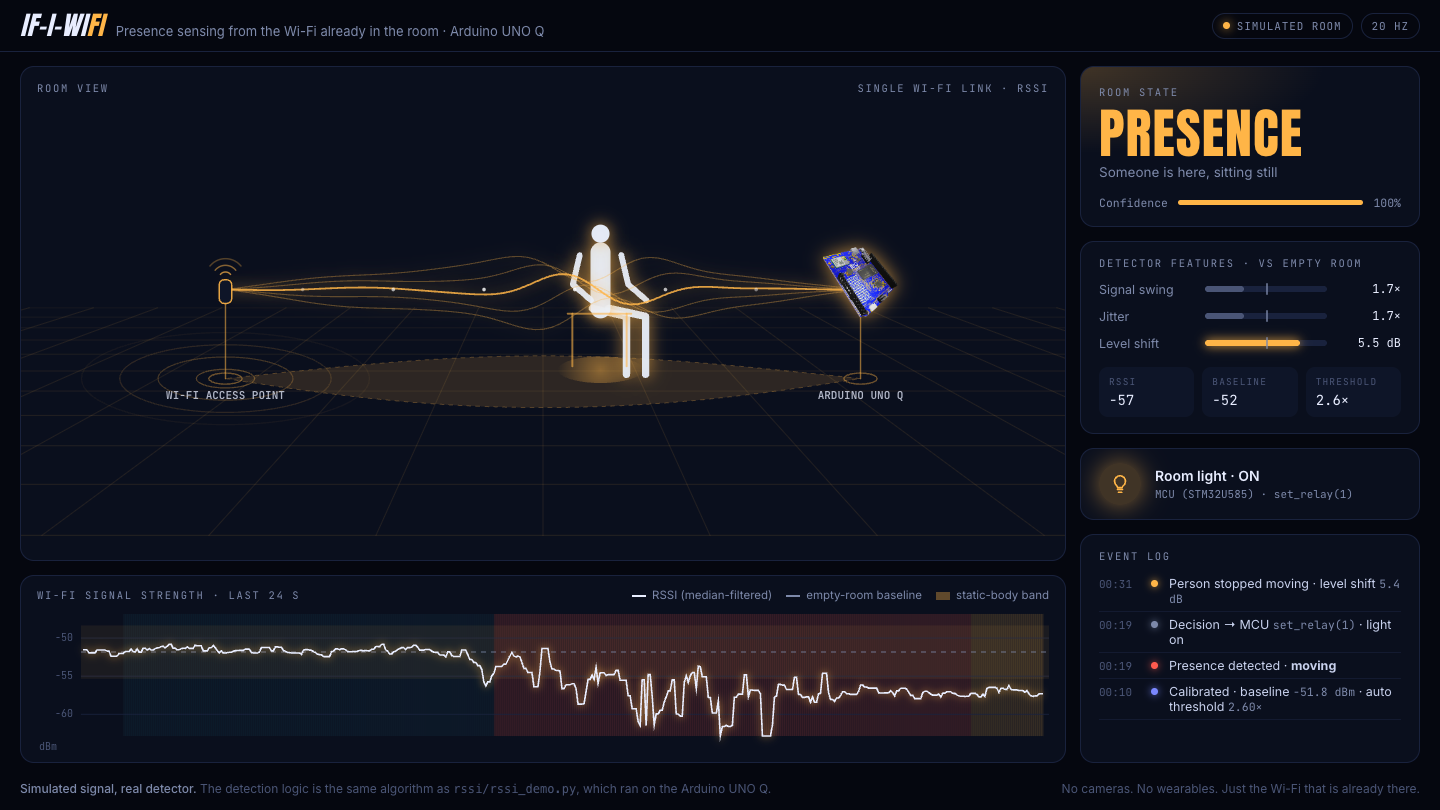 IF-I-WIFI
Presence sensing from the Wi-Fi already in the room · Arduino UNO Q
SIMULATED ROOM
20 HZ
ROOM VIEW
SINGLE WI-FI LINK · RSSI
WI-FI ACCESS POINT
ARDUINO UNO Q
WI-FI SIGNAL STRENGTH · LAST 24 S
RSSI (median-filtered)
empty-room baseline
static-body band
-50
-55
-60
dBm
ROOM STATE
PRESENCE
Someone is here, sitting still
Confidence 100%
DETECTOR FEATURES · VS EMPTY ROOM
Signal swing 1.7×
Jitter 1.7×
Level shift 5.5 dB
RSSI
-57
BASELINE
-52
THRESHOLD
2.6×
Room light · ON
MCU (STM32U585) · set_relay(1)
EVENT LOG
00:31 Person stopped moving · level shift 5.4
dB
00:19 Decision → MCU set_relay(1) · light
on
00:19 Presence detected · moving
00:10 Calibrated · baseline -51.8 dBm · auto
threshold 2.60×
Simulated signal, real detector. The detection logic is the same algorithm as rssi/rssi_demo.py, which ran on the Arduino UNO Q.
No cameras. No wearables. Just the Wi-Fi that is already there.